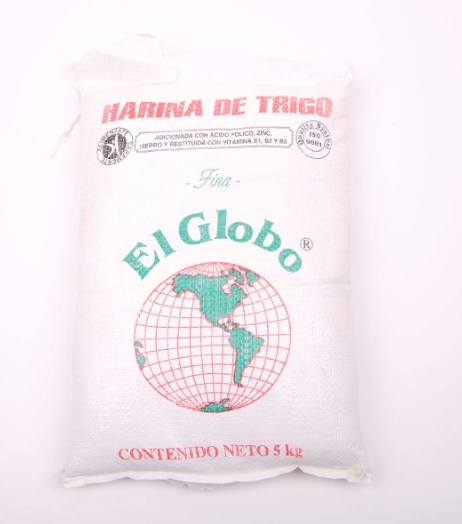 HARINA DE TRIGO
ADICIONADA CON ÁCIDO FÓLICO, ZINC,
HIERRO Y RESTITUIDA CON VITAMINA B1, B2 Y B3
ISO
9001
- Fina -
El Globo ®
CONTENIDO NETO 5 kg